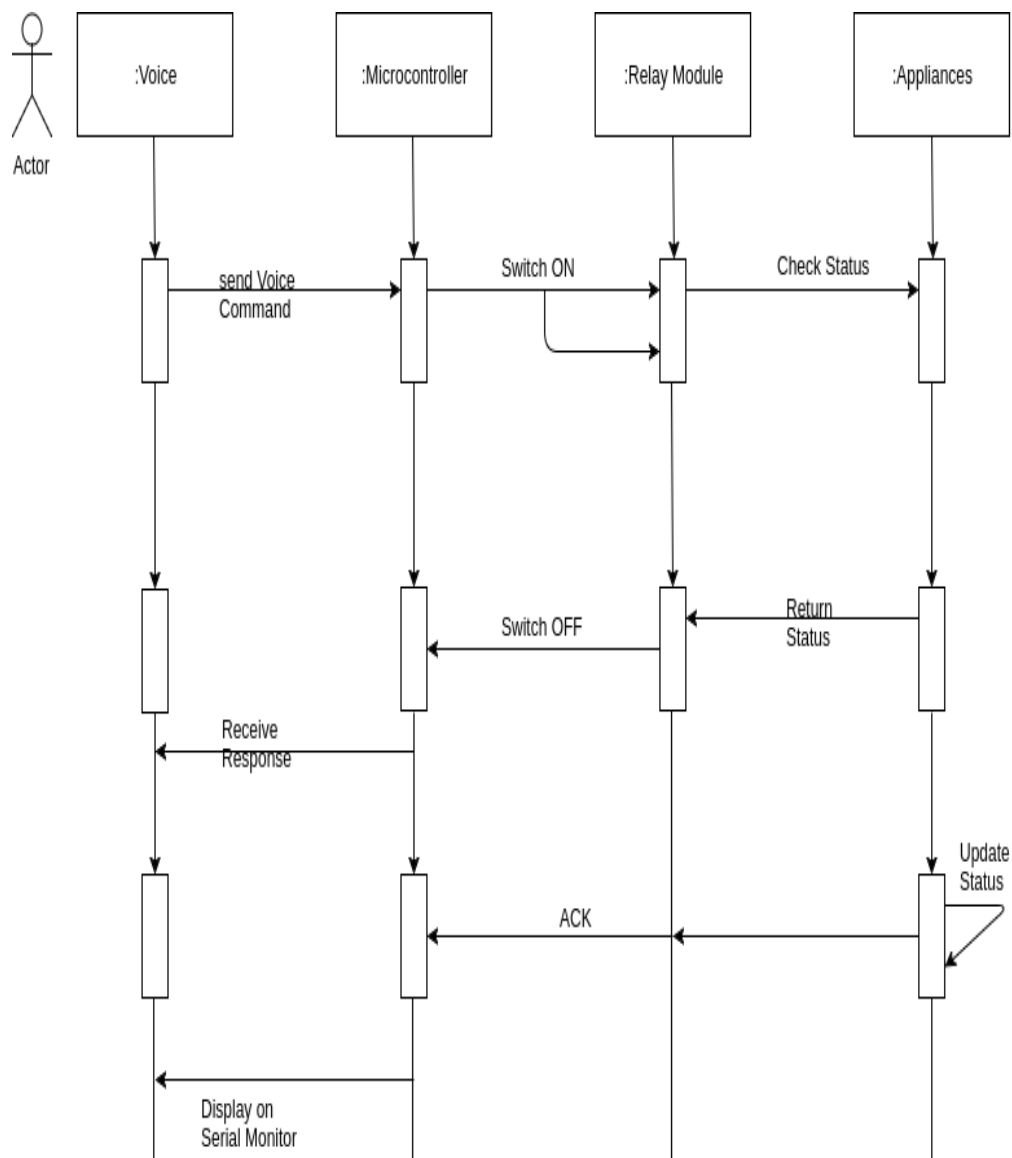 :Voice
:Microcontroller
:Relay Module
:Appliances
Actor
send Voice
Command
Switch ON
Check Status
Switch OFF
Return
Status
Receive
Response
Update
Status
ACK
Display on
Serial Monitor